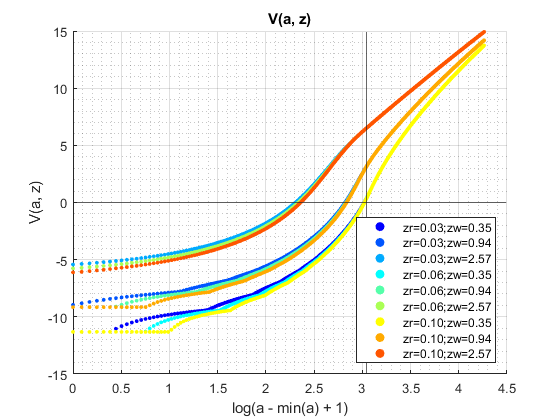 V(a, z)
15
10
5
0
-5
-10
-15
V(a, z)
zr=0.03;zw=0.35
zr=0.03;zw=0.94
zr=0.03;zw=2.57
zr=0.06;zw=0.35
zr=0.06;zw=0.94
zr=0.06;zw=2.57
zr=0.10;zw=0.35
zr=0.10;zw=0.94
zr=0.10;zw=2.57
0 0.5 1 1.5 2 2.5 3 3.5 4 4.5
log(a - min(a) + 1)